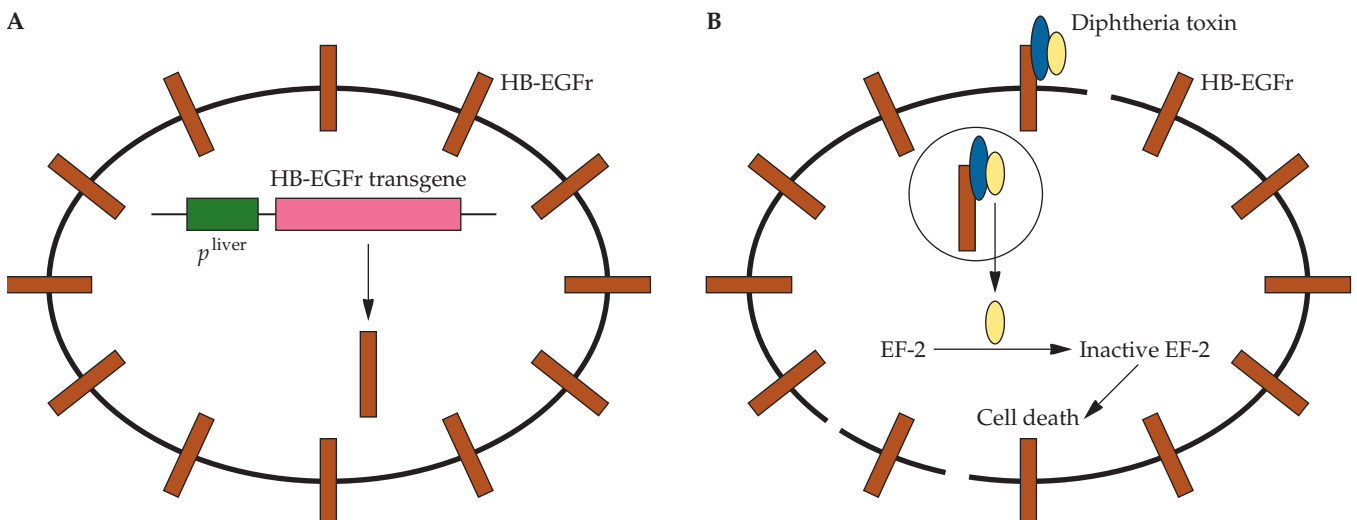 A
HB-EGFr
HB-EGFr transgene
p^liver
B
Diphtheria toxin
HB-EGFr
EF-2
Inactive EF-2
Cell death